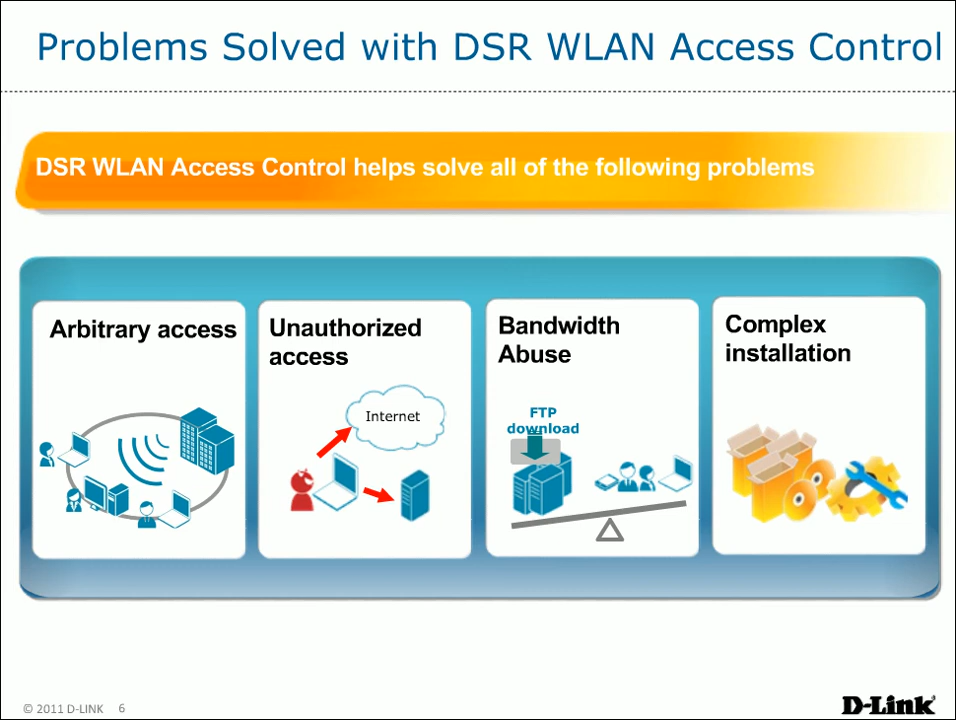 Problems Solved with DSR WLAN Access Control
DSR WLAN Access Control helps solve all of the following problems
Arbitrary access
Unauthorized
access
Internet
Bandwidth
Abuse
FTP
download
Complex
installation
© 2011 D-LINK 6
D-Link®